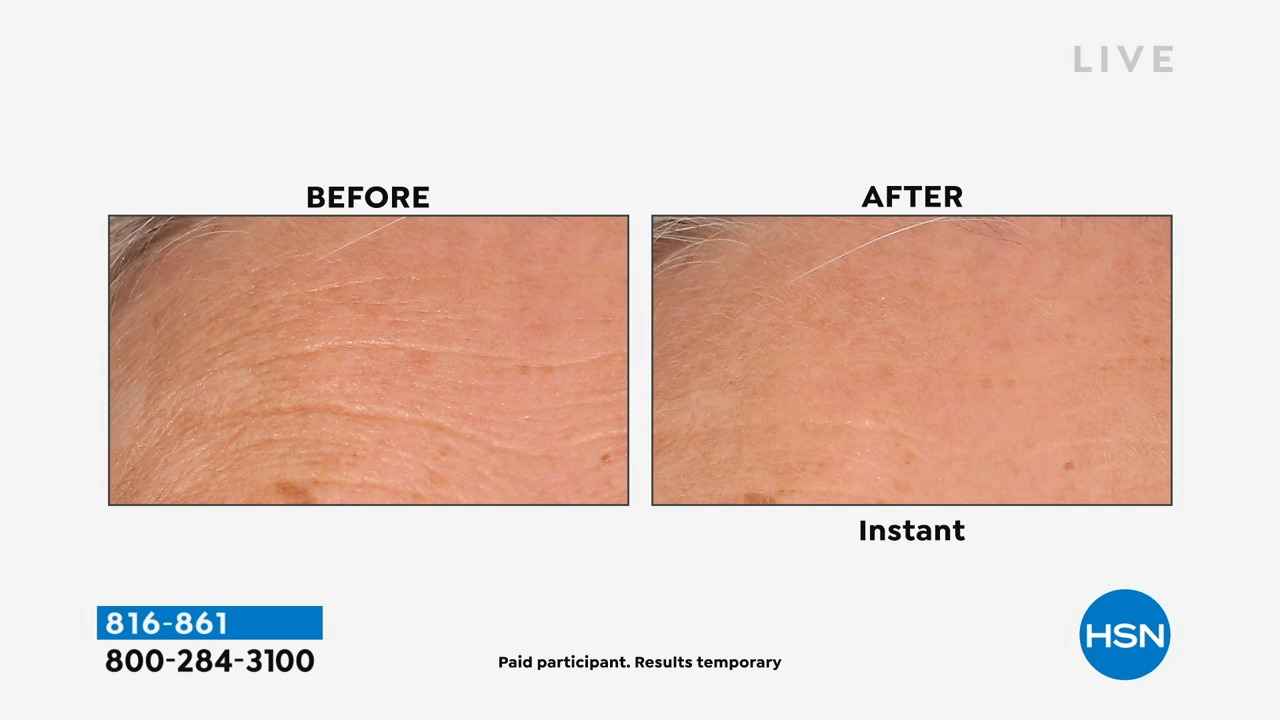 LIVE
BEFORE
AFTER
Instant
816-861
800-284-3100
Paid participant. Results temporary
HSN